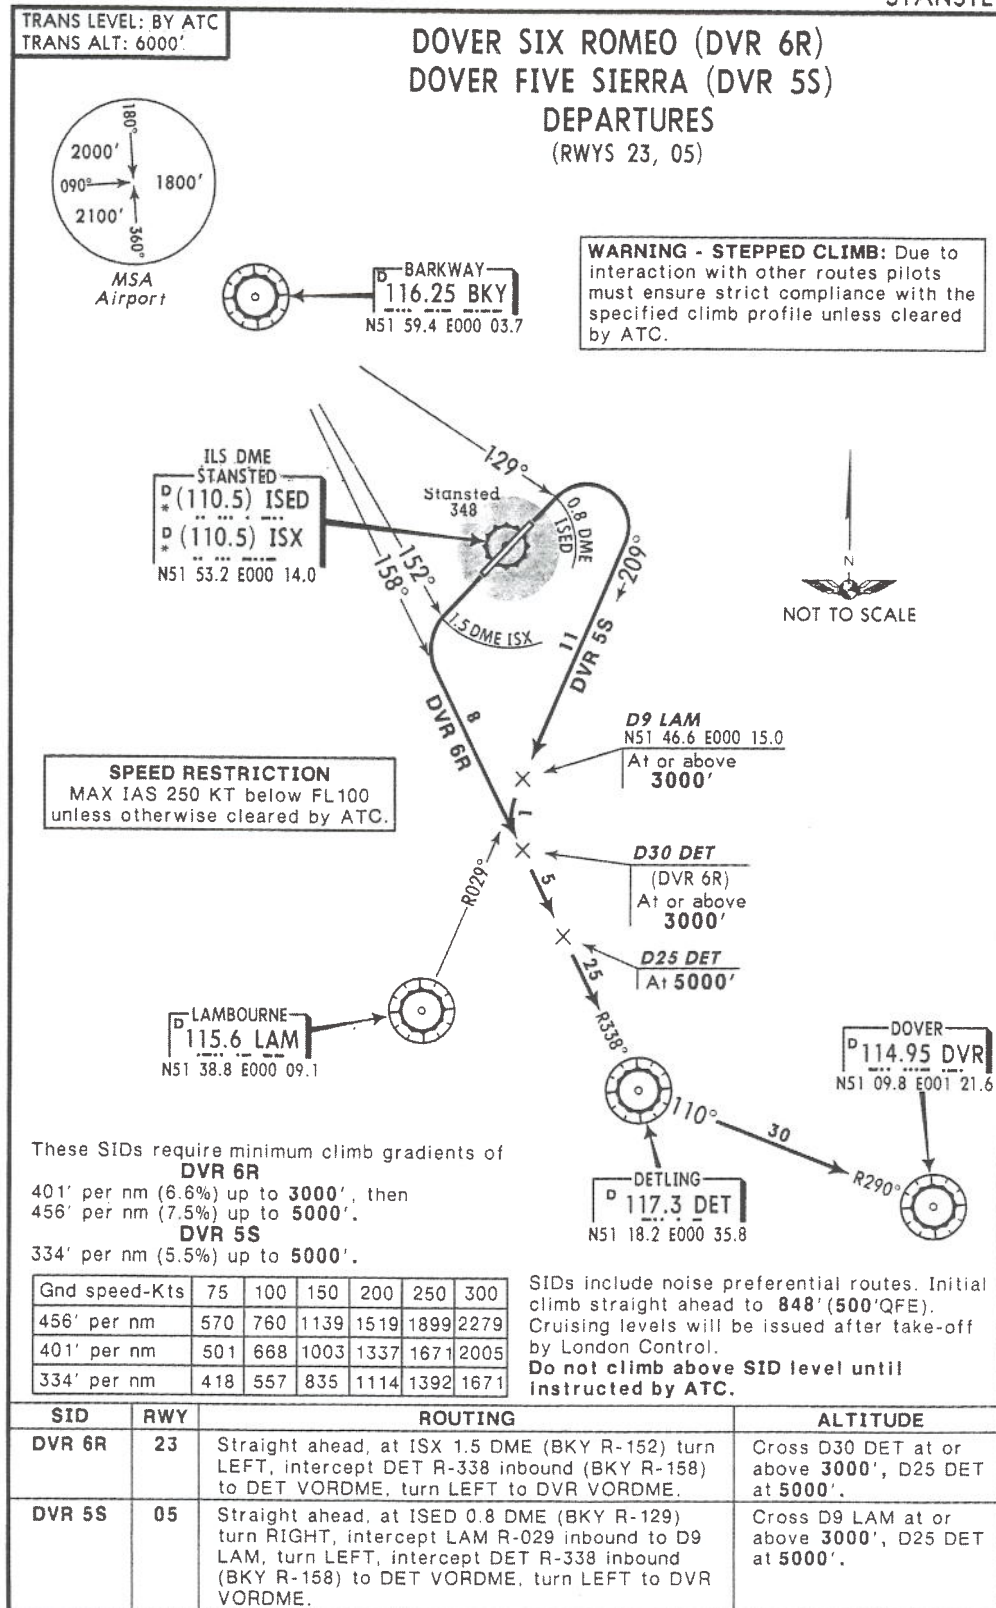 TRANS LEVEL: BY ATC
TRANS ALT: 6000'
DOVER SIX ROMEO (DVR 6R)
DOVER FIVE SIERRA (DVR 5S)
DEPARTURES
(RWYS 23, 05)
180°
2000'
090°
1800'
2100'
360°
MSA
Airport
D BARKWAY
116.25 BKY
N51 59.4 E000 03.7
WARNING - STEPPED CLIMB: Due to
interaction with other routes pilots
must ensure strict compliance with the
specified climb profile unless cleared
by ATC.
ILS DME
STANSTED
D * (110.5) ISED
D * (110.5) ISX
N51 53.2 E000 14.0
129°
Stansted
348
0.8 DME
ISED
209°
152°
158°
1.5 DME ISX
11
DVR 5S
8
DVR 6R
N
NOT TO SCALE
D9 LAM
N51 46.6 E000 15.0
At or above
3000'
SPEED RESTRICTION
MAX IAS 250 KT below FL100
unless otherwise cleared by ATC.
1
R029°
D30 DET
(DVR 6R)
At or above
3000'
5
D25 DET
At 5000'
25
R338°
LAMBOURNE
D 115.6 LAM
N51 38.8 E000 09.1
DOVER
D 114.95 DVR
N51 09.8 E001 21.6
110°
30
R290°
DETLING
D 117.3 DET
N51 18.2 E000 35.8
These SIDs require minimum climb gradients of
DVR 6R
401' per nm (6.6%) up to 3000', then
456' per nm (7.5%) up to 5000'.
DVR 5S
334' per nm (5.5%) up to 5000'.
Gnd speed-Kts 75 100 150 200 250 300
456' per nm 570 760 1139 1519 1899 2279
401' per nm 501 668 1003 1337 1671 2005
334' per nm 418 557 835 1114 1392 1671
SIDs include noise preferential routes. Initial
climb straight ahead to 848' (500'QFE).
Cruising levels will be issued after take-off
by London Control.
Do not climb above SID level until
instructed by ATC.
SID RWY ROUTING ALTITUDE
DVR 6R 23 Straight ahead, at ISX 1.5 DME (BKY R-152) turn
LEFT, intercept DET R-338 inbound (BKY R-158)
to DET VORDME, turn LEFT to DVR VORDME.
Cross D30 DET at or
above 3000', D25 DET
at 5000'.
DVR 5S 05 Straight ahead, at ISED 0.8 DME (BKY R-129)
turn RIGHT, intercept LAM R-029 inbound to D9
LAM, turn LEFT, intercept DET R-338 inbound
(BKY R-158) to DET VORDME, turn LEFT to DVR
VORDME.
Cross D9 LAM at or
above 3000', D25 DET
at 5000'.